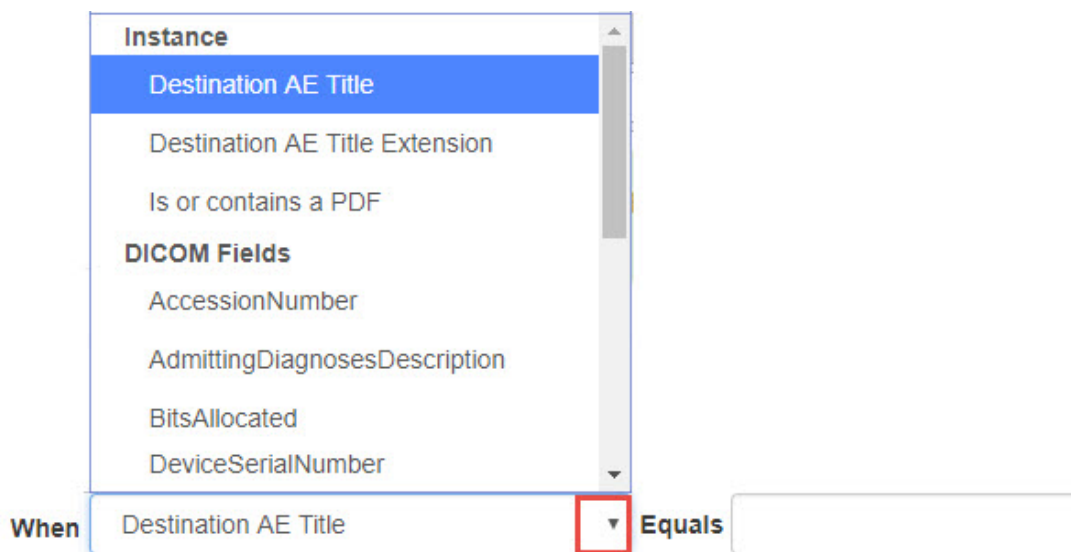 Instance
Destination AE Title
Destination AE Title Extension
Is or contains a PDF
DICOM Fields
AccessionNumber
AdmittingDiagnosesDescription
BitsAllocated
DeviceSerialNumber
When Destination AE Title Equals